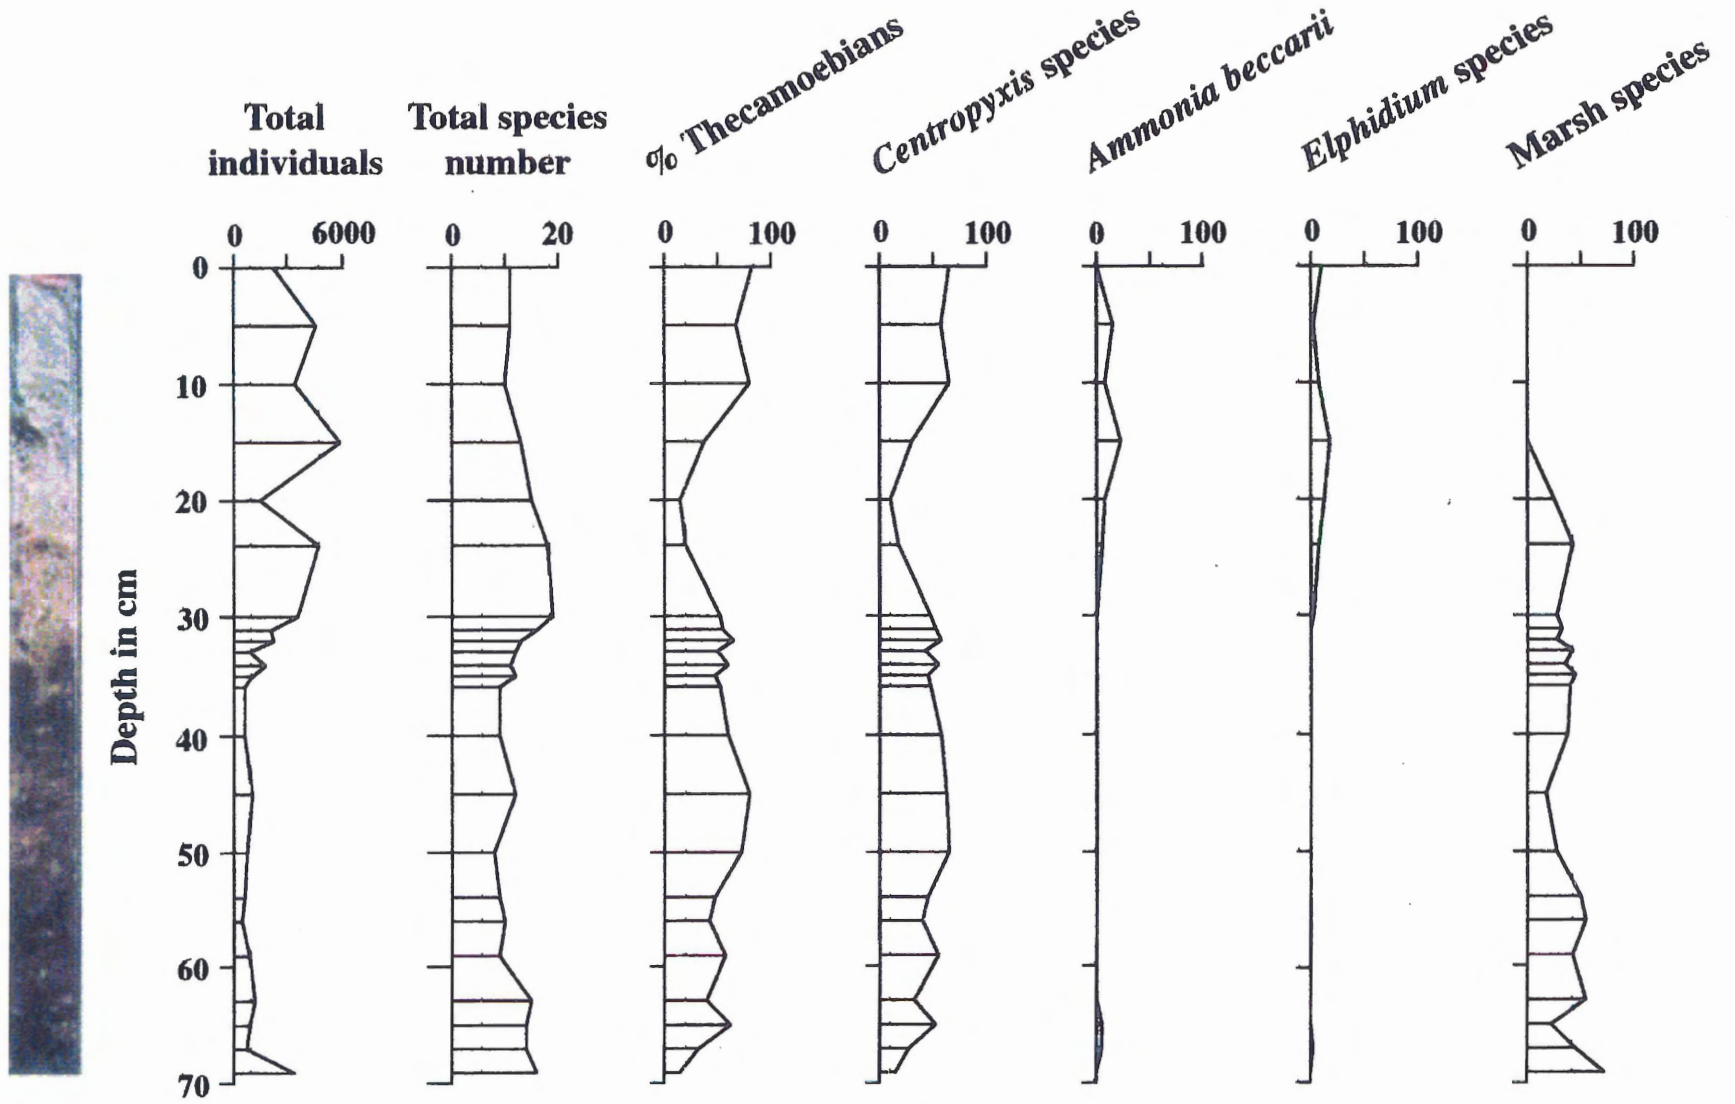 Total individuals
Total species number
% Thecamoebians
Centropyxis species
Ammonia beccarii
Elphidium species
Marsh species
0 6000 0 20 0 100 0 100 0 100 0 100 0 100
0
10
20
30
40
50
60
70
Depth in cm